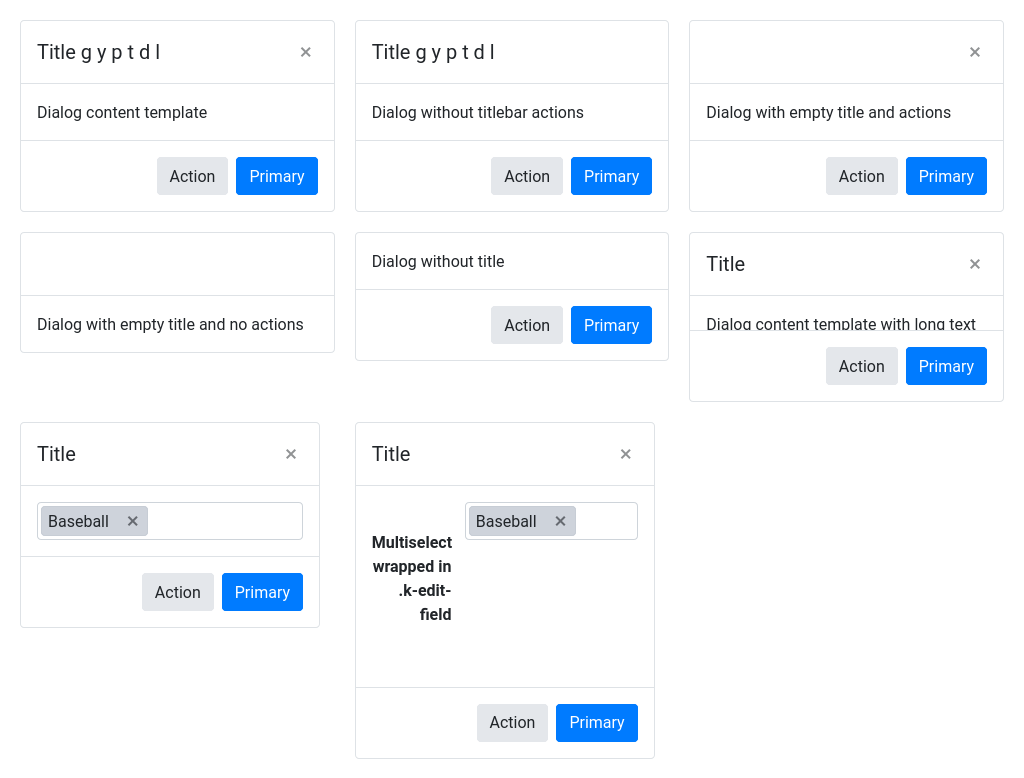 Title g y p t d l
Dialog content template
Action Primary
Title g y p t d l
Dialog without titlebar actions
Action Primary
Dialog with empty title and actions
Action Primary
Dialog with empty title and no actions
Dialog without title
Action Primary
Title
Dialog content template with long text
Action Primary
Title
Baseball
Action Primary
Title
Multiselect
wrapped in
.k-edit-
field
Baseball
Action Primary